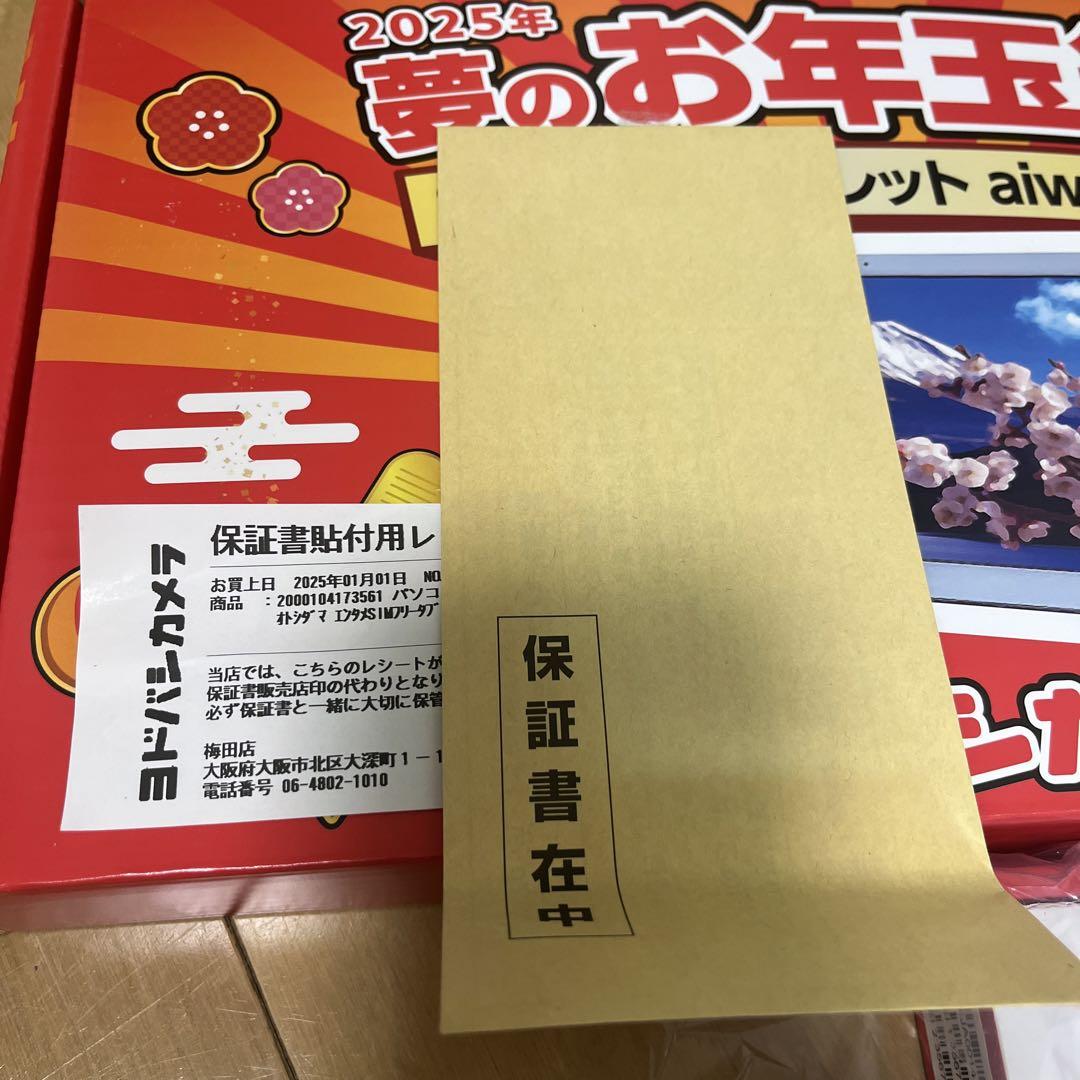 2025年
夢のお年玉
レット aiw
ヨドバシカメラ
保証書貼付用レ
お買上日 2025年01月01日 NO.
商品 :2000104173561 パソコ
オトシダマ エンタメSIMフリータブ
当店では、こちらのレシートが
保証書販売店印の代わりとなり
必ず保証書と一緒に大切に保管
梅田店
大阪府大阪市北区大深町1-1
電話番号 06-4802-1010
保証書在中